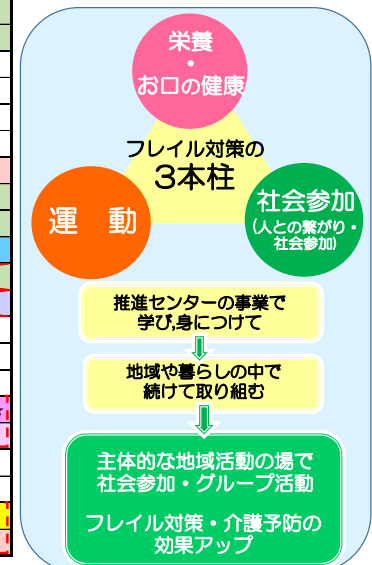 栄養
・
お口の健康
フレイル対策の
3本柱
運　動
社会参加
(人との繋がり・
社会参加)
推進センターの事業で
学び,身につけて
地域や暮らしの中で
続けて取り組む
主体的な地域活動の場で
社会参加・グループ活動
フレイル対策・介護予防の
効果アップ